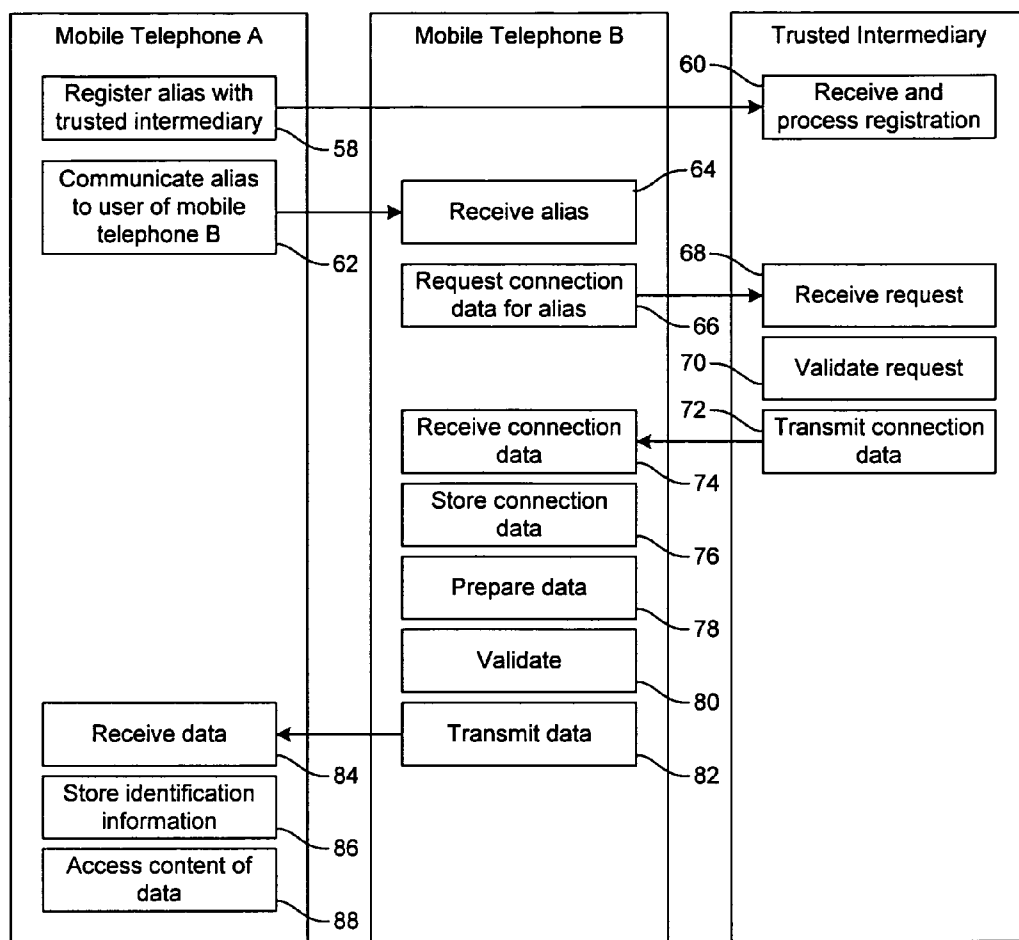 Mobile Telephone A
Mobile Telephone B
Trusted Intermediary
Register alias with
trusted intermediary
58
60
Receive and
process registration
Communicate alias
to user of mobile
telephone B
62
64
Receive alias
Request connection
data for alias
66
68
Receive request
70
Validate request
72
Transmit connection
data
Receive connection
data
74
Store connection
data
76
Prepare data
78
Validate
80
Transmit data
82
Receive data
84
Store identification
information
86
Access content of
data
88